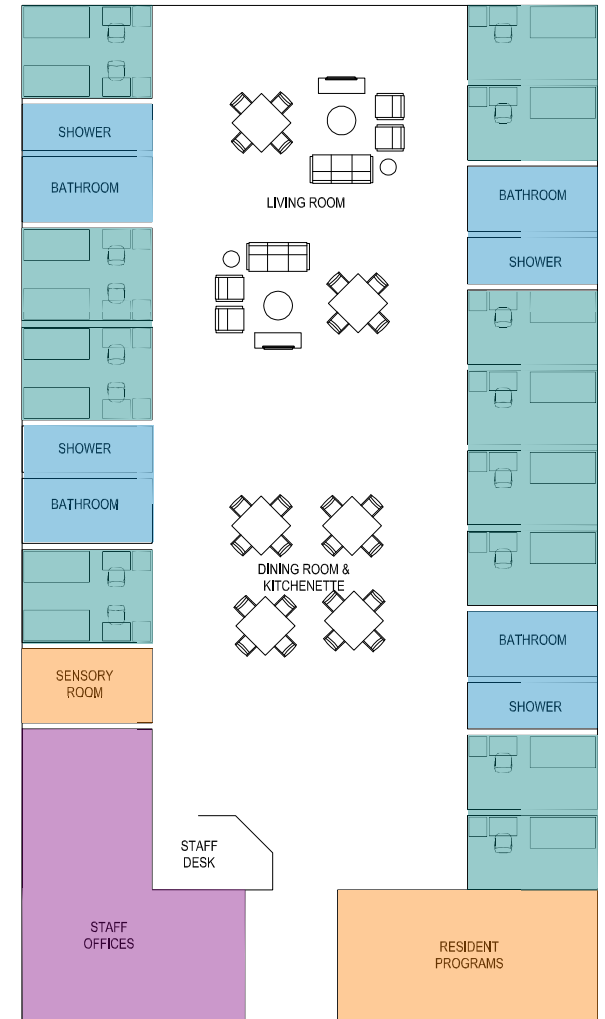 SHOWER
BATHROOM
LIVING ROOM
BATHROOM
SHOWER
SHOWER
BATHROOM
DINING ROOM &
KITCHENETTE
BATHROOM
SHOWER
SENSORY
ROOM
STAFF
DESK
STAFF
OFFICES
RESIDENT
PROGRAMS